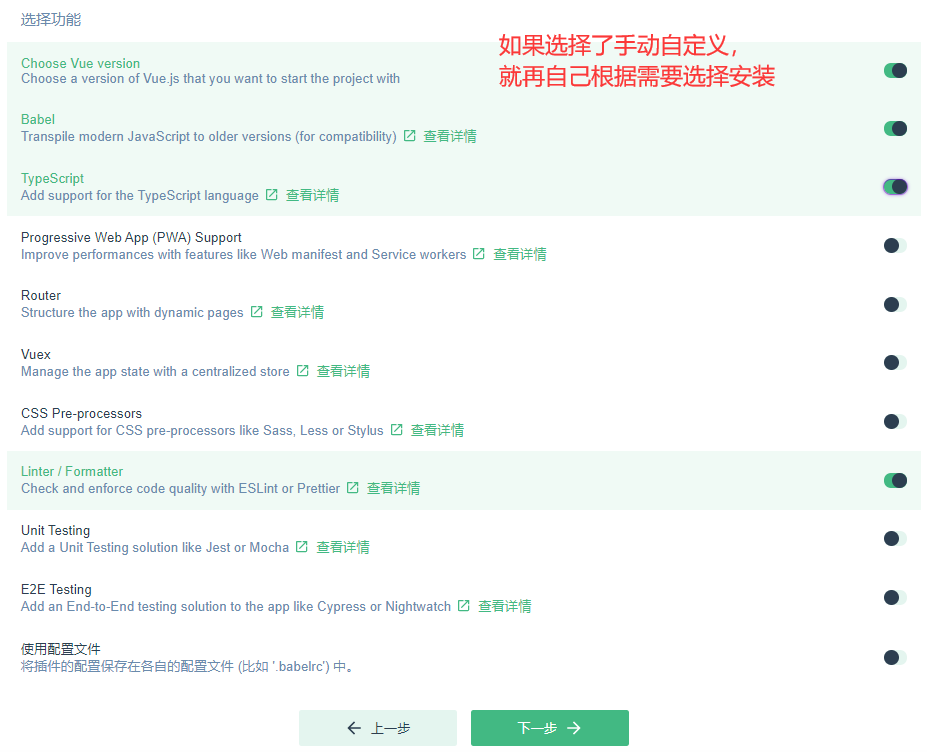 选择功能
如果选择了手动自定义，
就再自己根据需要选择安装
Choose Vue version
Choose a version of Vue.js that you want to start the project with
Babel
Transpile modern JavaScript to older versions (for compatibility) 查看详情
TypeScript
Add support for the TypeScript language 查看详情
Progressive Web App (PWA) Support
Improve performances with features like Web manifest and Service workers 查看详情
Router
Structure the app with dynamic pages 查看详情
Vuex
Manage the app state with a centralized store 查看详情
CSS Pre-processors
Add support for CSS pre-processors like Sass, Less or Stylus 查看详情
Linter / Formatter
Check and enforce code quality with ESLint or Prettier 查看详情
Unit Testing
Add a Unit Testing solution like Jest or Mocha 查看详情
E2E Testing
Add an End-to-End testing solution to the app like Cypress or Nightwatch 查看详情
使用配置文件
将插件的配置保存在各自的配置文件 (比如 '.babelrc') 中。
← 上一步 下一步 →